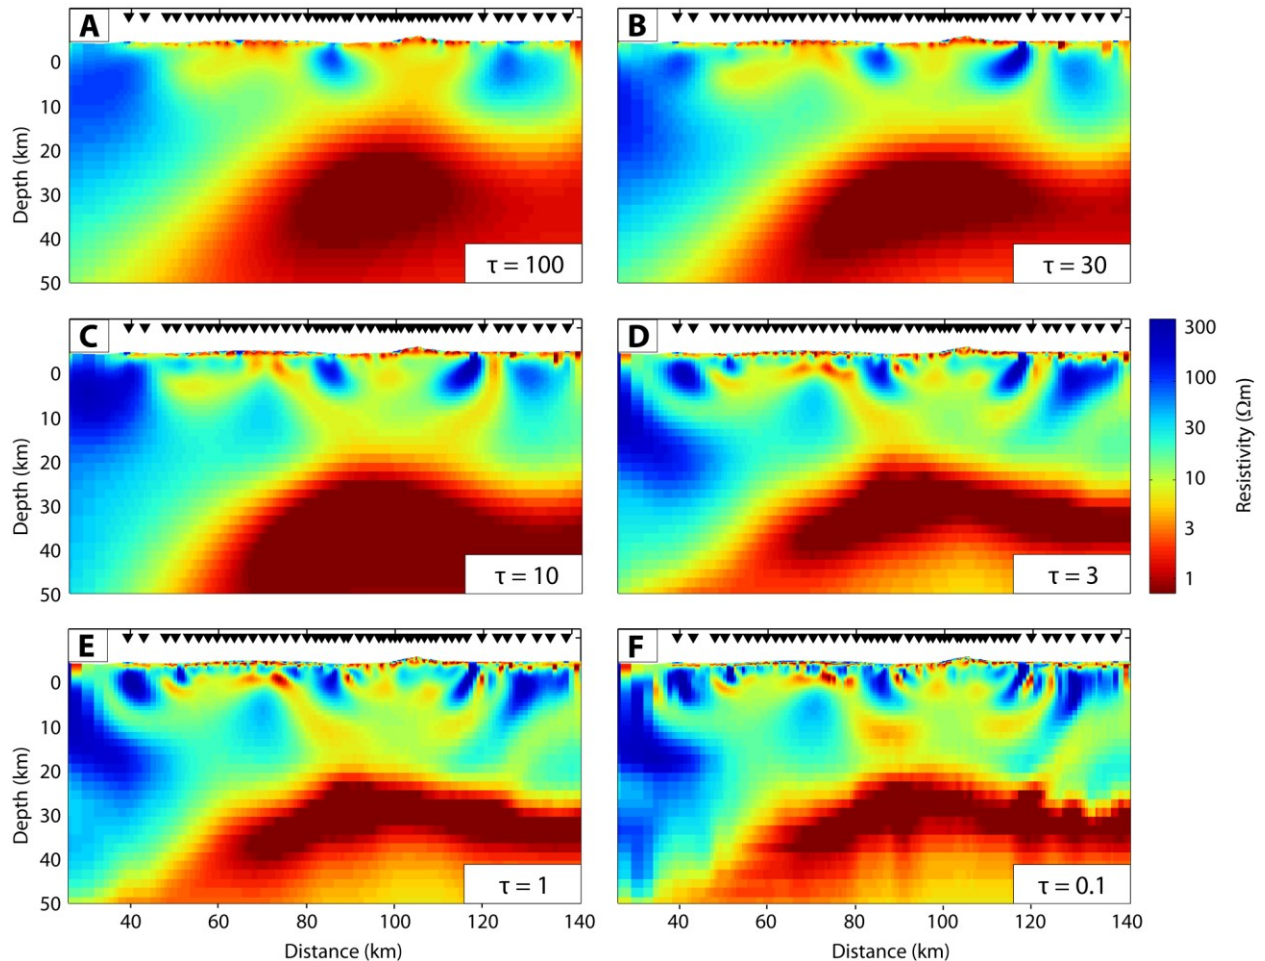 A
B
0
10
20
30
40
50
Depth (km)
τ = 100
τ = 30
C
D
0
10
20
30
40
50
Depth (km)
τ = 10
τ = 3
300
100
30
10
3
1
Resistivity (Ωm)
E
F
0
10
20
30
40
50
Depth (km)
τ = 1
τ = 0.1
40 60 80 100 120 140
40 60 80 100 120 140
Distance (km)
Distance (km)